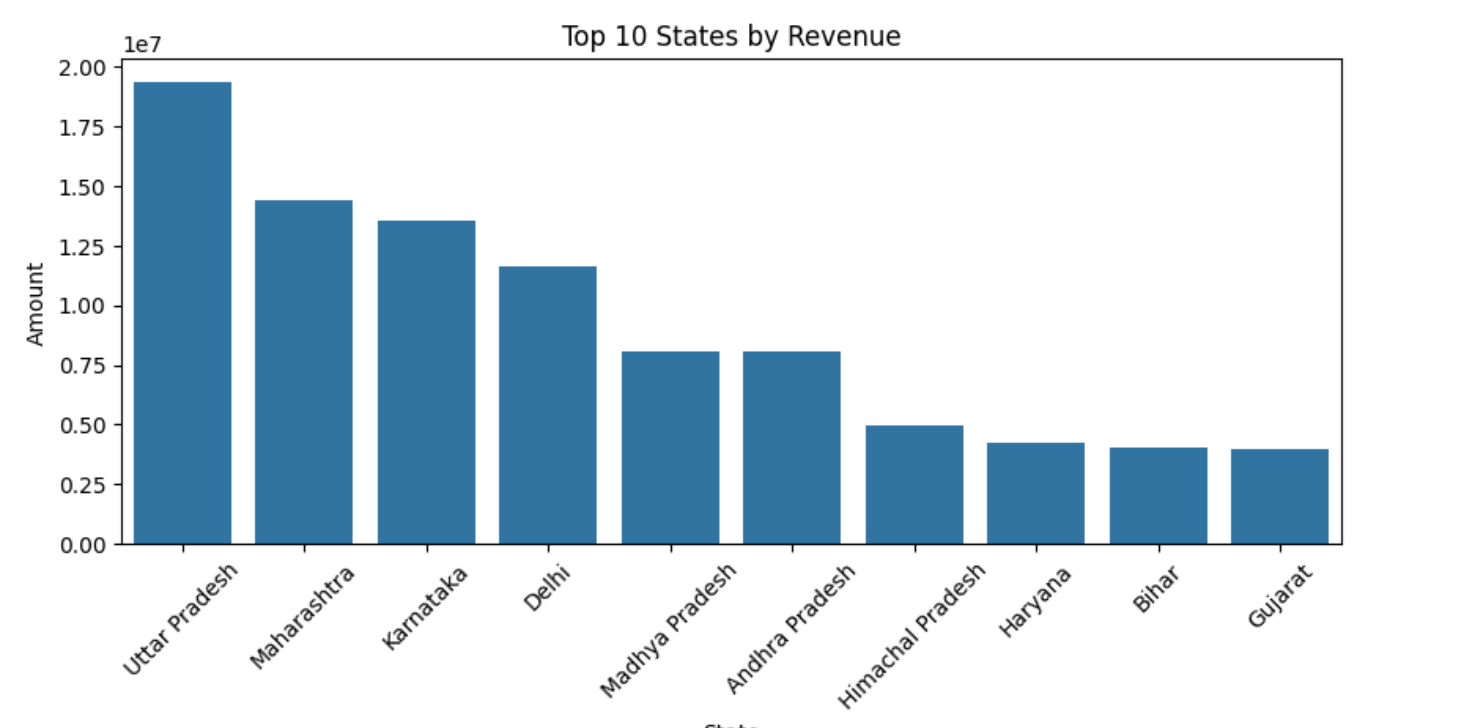 Top 10 States by Revenue
1e7
2.00
1.75
1.50
1.25
1.00
0.75
0.50
0.25
0.00
Amount
Uttar Pradesh
Maharashtra
Karnataka
Delhi
Madhya Pradesh
Andhra Pradesh
Himachal Pradesh
Haryana
Bihar
Gujarat